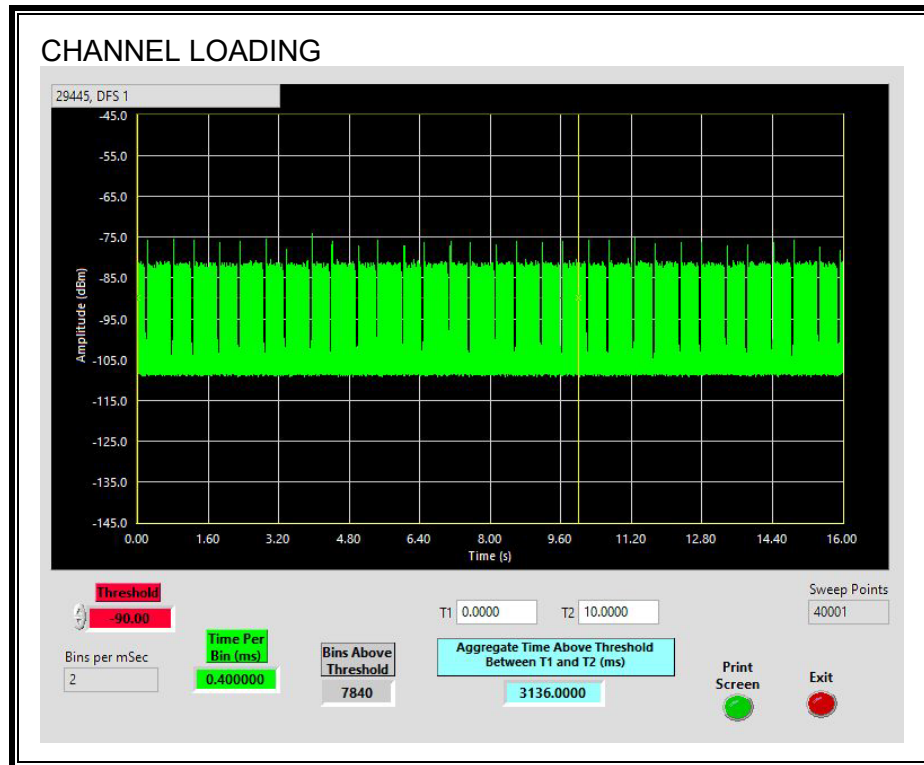 CHANNEL LOADING
29445, DFS 1
-45.0
-55.0
-65.0
-75.0
-85.0
-95.0
-105.0
-115.0
-125.0
-135.0
-145.0
Amplitude (dBm)
0.00 1.60 3.20 4.80 6.40 8.00 9.60 11.20 12.80 14.40 16.00
Time (s)
Threshold
-90.00
Bins per mSec
2
Time Per
Bin (ms)
0.400000
Bins Above
Threshold
7840
T1 0.0000 T2 10.0000
Aggregate Time Above Threshold
Between T1 and T2 (ms)
3136.0000
Sweep Points
40001
Print
Screen
Exit